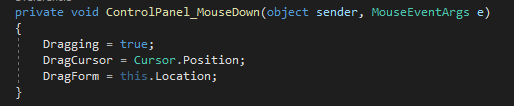 private void ControlPanel_MouseDown(object sender, MouseEventArgs e)
{
Dragging = true;
DragCursor = Cursor.Position;
DragForm = this.Location;
}